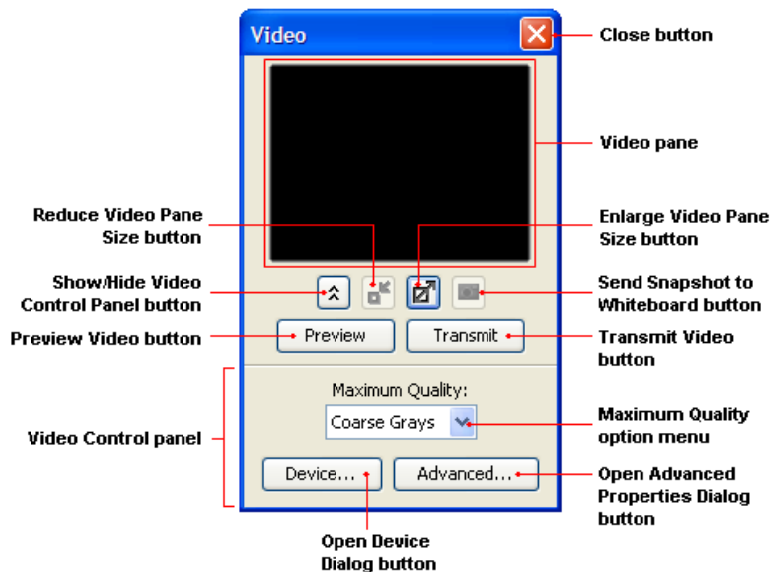 Video
Close button
Video pane
Reduce Video Pane
Size button
Enlarge Video Pane
Size button
Show/Hide Video
Control Panel button
Send Snapshot to
Whiteboard button
Preview Video button
Preview
Transmit
Transmit Video
button
Maximum Quality:
Coarse Grays
Video Control panel
Maximum Quality
option menu
Device...
Advanced...
Open Advanced
Properties Dialog
button
Open Device
Dialog button